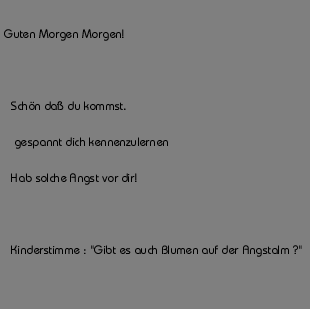 Guten Morgen Morgen!
Schön daß du kommst.
gespannt dich kennenzulernen
Hab solche Angst vor dir!
Kinderstimme : "Gibt es auch Blumen auf der Angstalm ?"